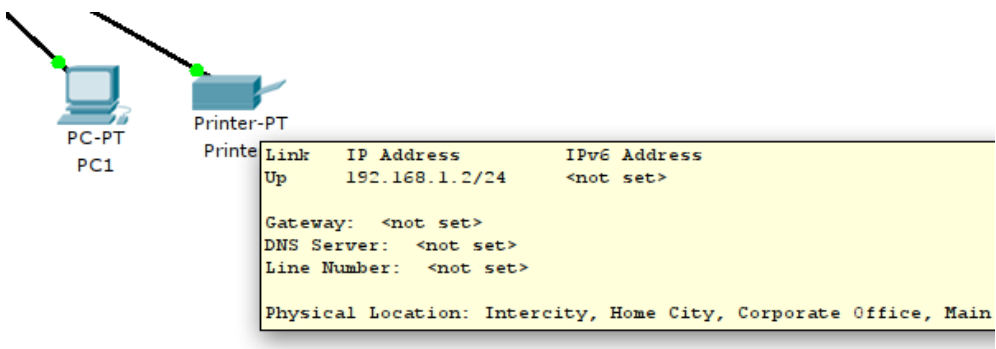 PC-PT
PC1
Printer-PT
Printe
Link IP Address IPv6 Address
Up 192.168.1.2/24 <not set>
Gateway: <not set>
DNS Server: <not set>
Line Number: <not set>
Physical Location: Intercity, Home City, Corporate Office, Main